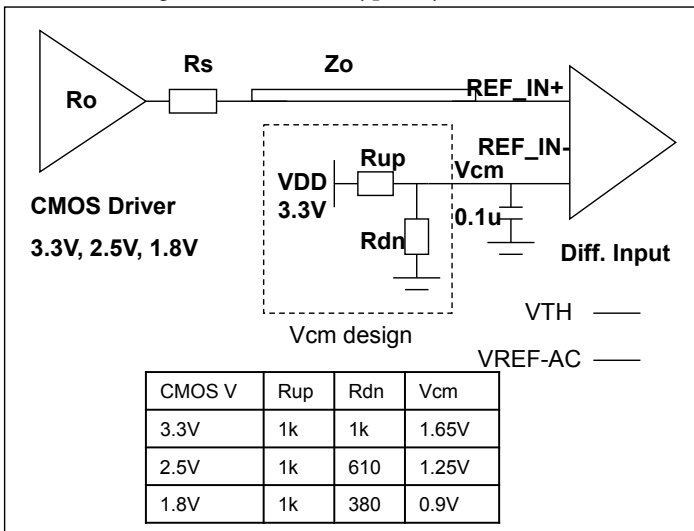 Rs
Zo
Ro
REF_IN+
REF_IN-
Rup
Vcm
VDD
3.3V
CMOS Driver
0.1u
Rdn
3.3V, 2.5V, 1.8V
Diff. Input
VTH
Vcm design
VREF-AC
CMOS V Rup Rdn Vcm
3.3V 1k 1k 1.65V
2.5V 1k 610 1.25V
1.8V 1k 380 0.9V